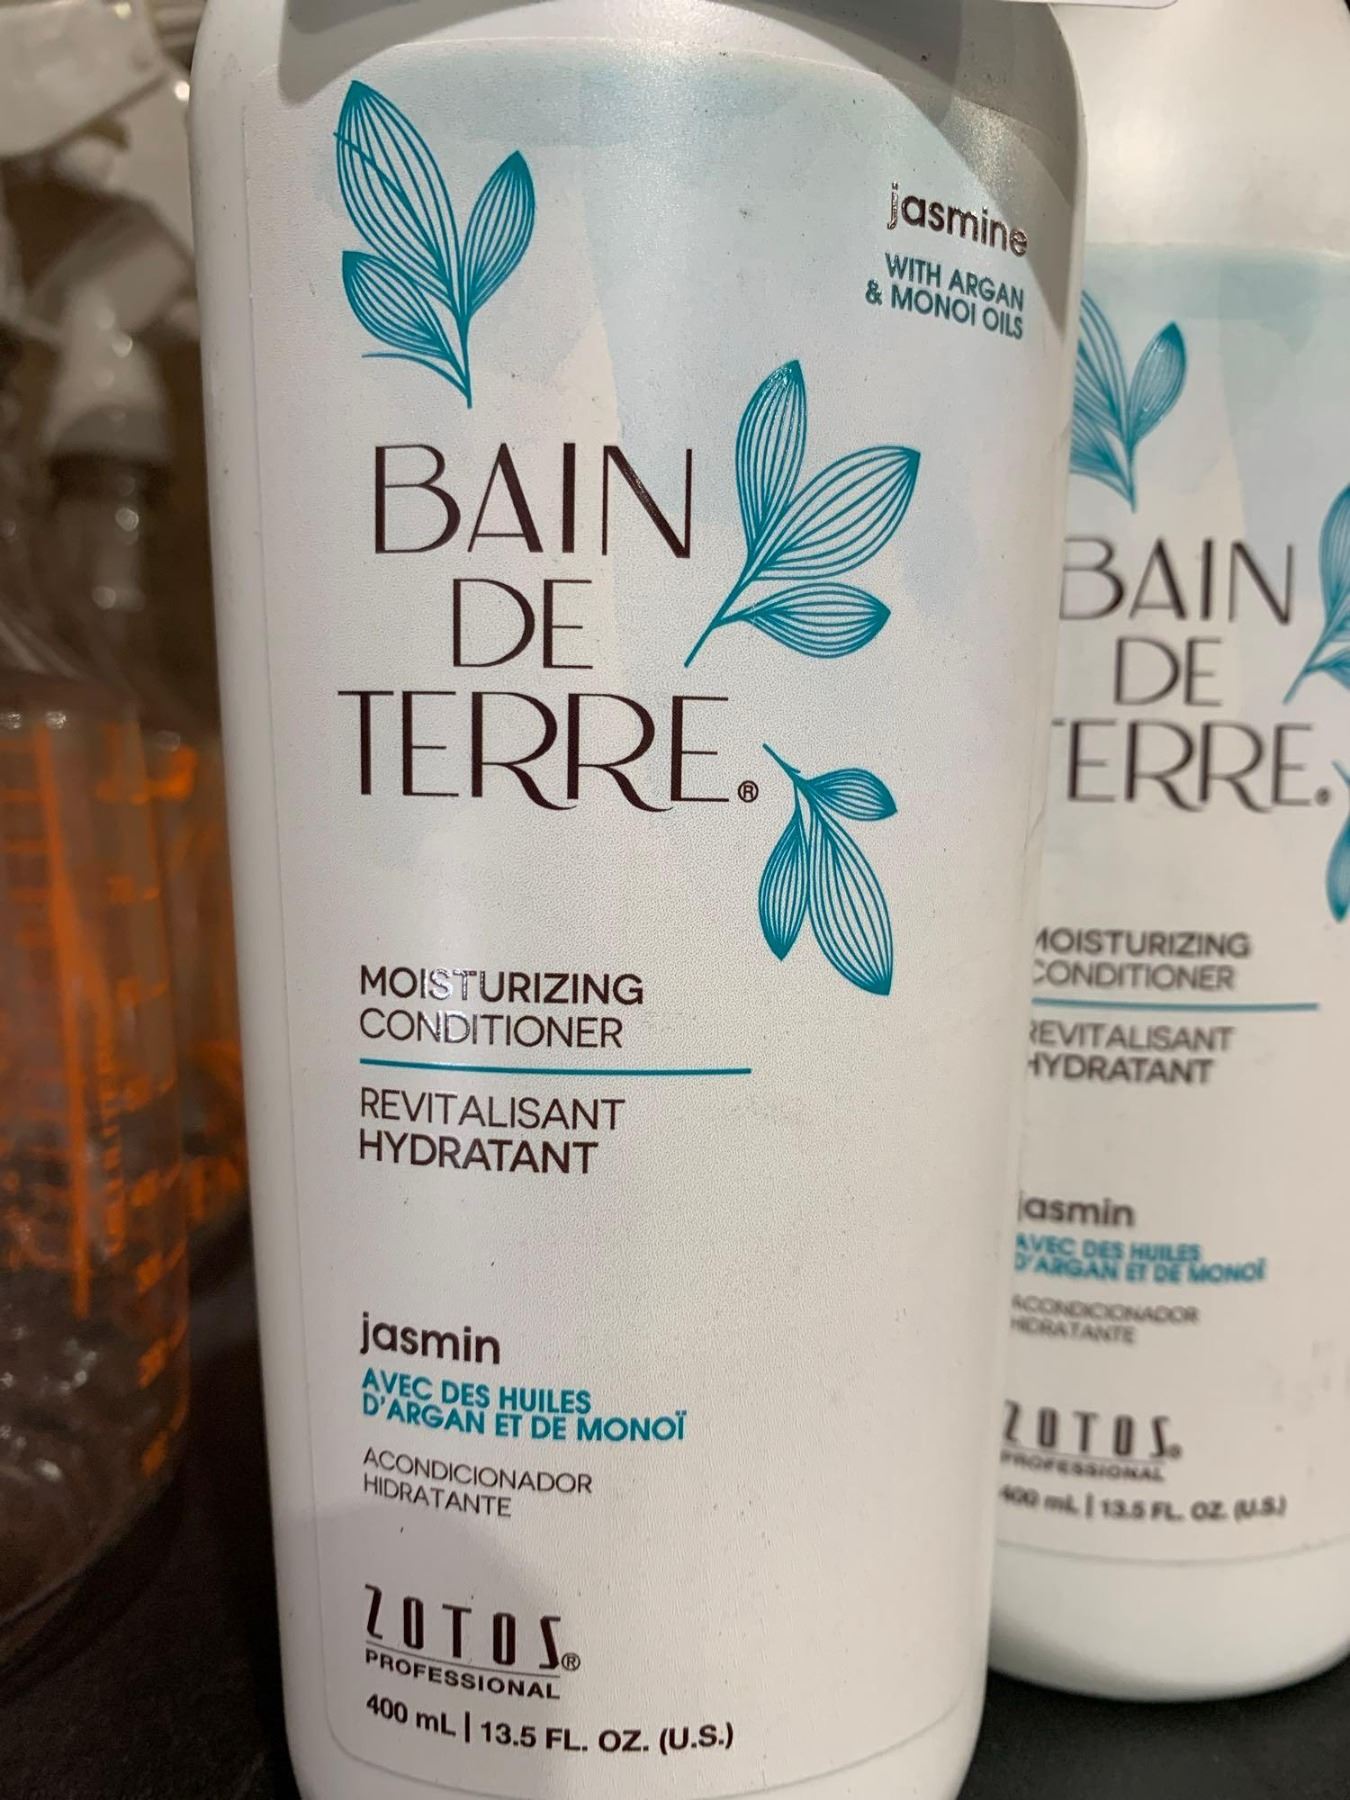 jasmine
WITH ARGAN
& MONOI OILS
BAIN
DE
TERRE®
MOISTURIZING
CONDITIONER
REVITALISANT
HYDRATANT
jasmin
AVEC DES HUILES
D'ARGAN ET DE MONOÏ
ACONDICIONADOR
HIDRATANTE
ZOTOS®
PROFESSIONAL
400 mL | 13.5 FL. OZ. (U.S.)
BAIN
DE
TERRE®
MOISTURIZING
CONDITIONER
REVITALISANT
HYDRATANT
jasmin
AVEC DES HUILES
D'ARGAN ET DE MONOÏ
ACONDICIONADOR
HIDRATANTE
ZOTOS®
PROFESSIONAL
400 mL | 13.5 FL. OZ. (U.S.)